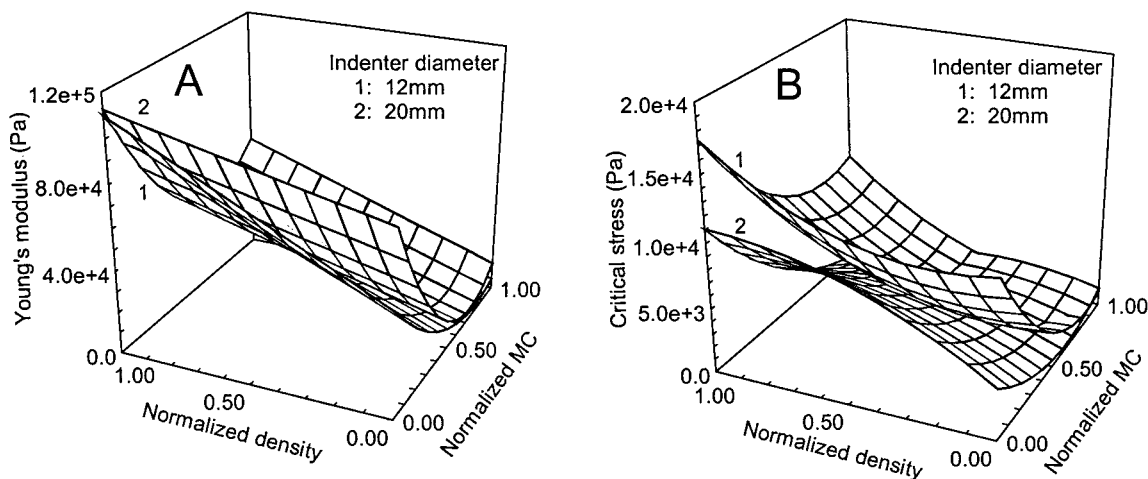 A
Indenter diameter
1: 12mm
2: 20mm
1.2e+5
8.0e+4
4.0e+4
0.0
Young's modulus (Pa)
2
1
1.00
0.50
0.00
Normalized density
0.00
0.50
1.00
Normalized MC
B
Indenter diameter
1: 12mm
2: 20mm
2.0e+4
1.5e+4
1.0e+4
5.0e+3
0.0
Critical stress (Pa)
1
2
1.00
0.50
0.00
Normalized density
0.00
0.50
1.00
Normalized MC